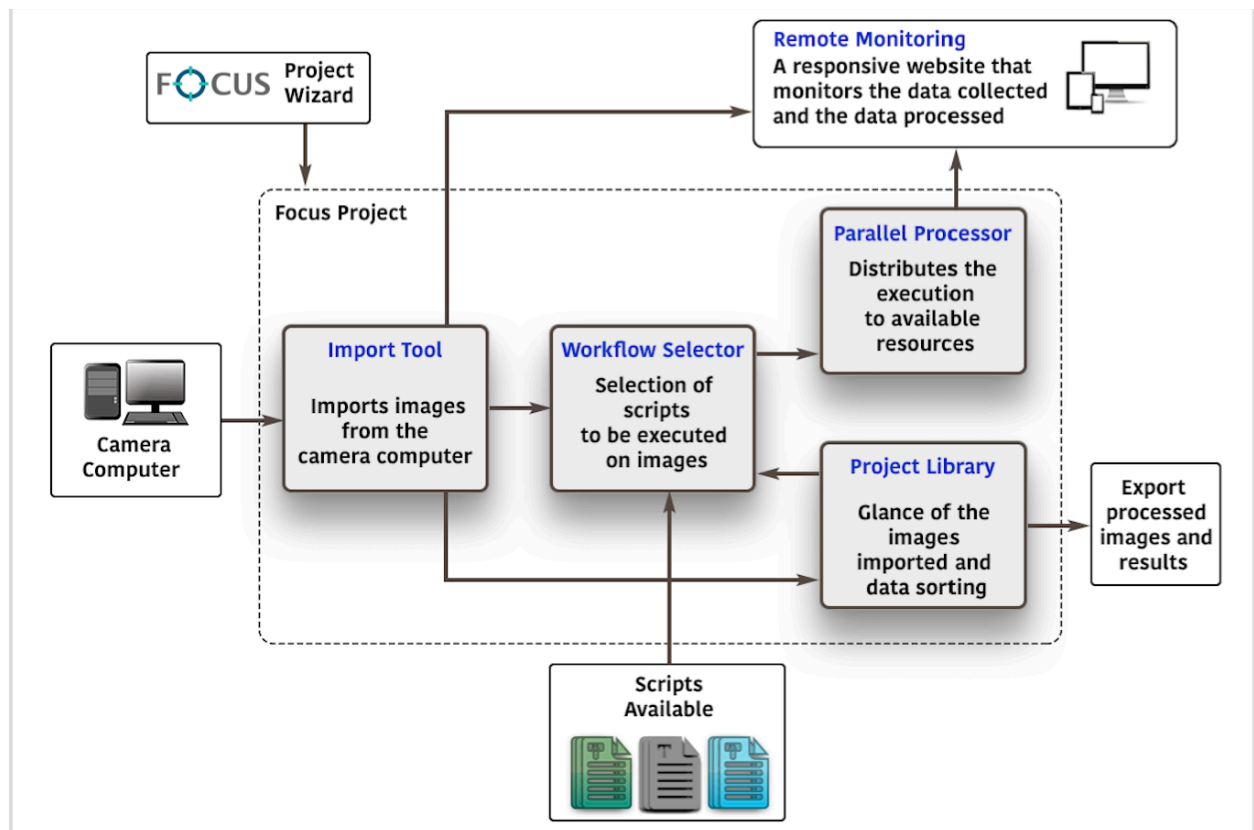 FOCUS
Project
Wizard
Remote Monitoring
A responsive website that
monitors the data collected
and the data processed
Focus Project
Parallel Processor
Distributes the
execution
to available
resources
Camera
Computer
Import Tool
Imports images
from the
camera computer
Workflow Selector
Selection of
scripts
to be executed
on images
Project Library
Glance of the
images
imported and
data sorting
Export
processed
images and
results
Scripts
Available